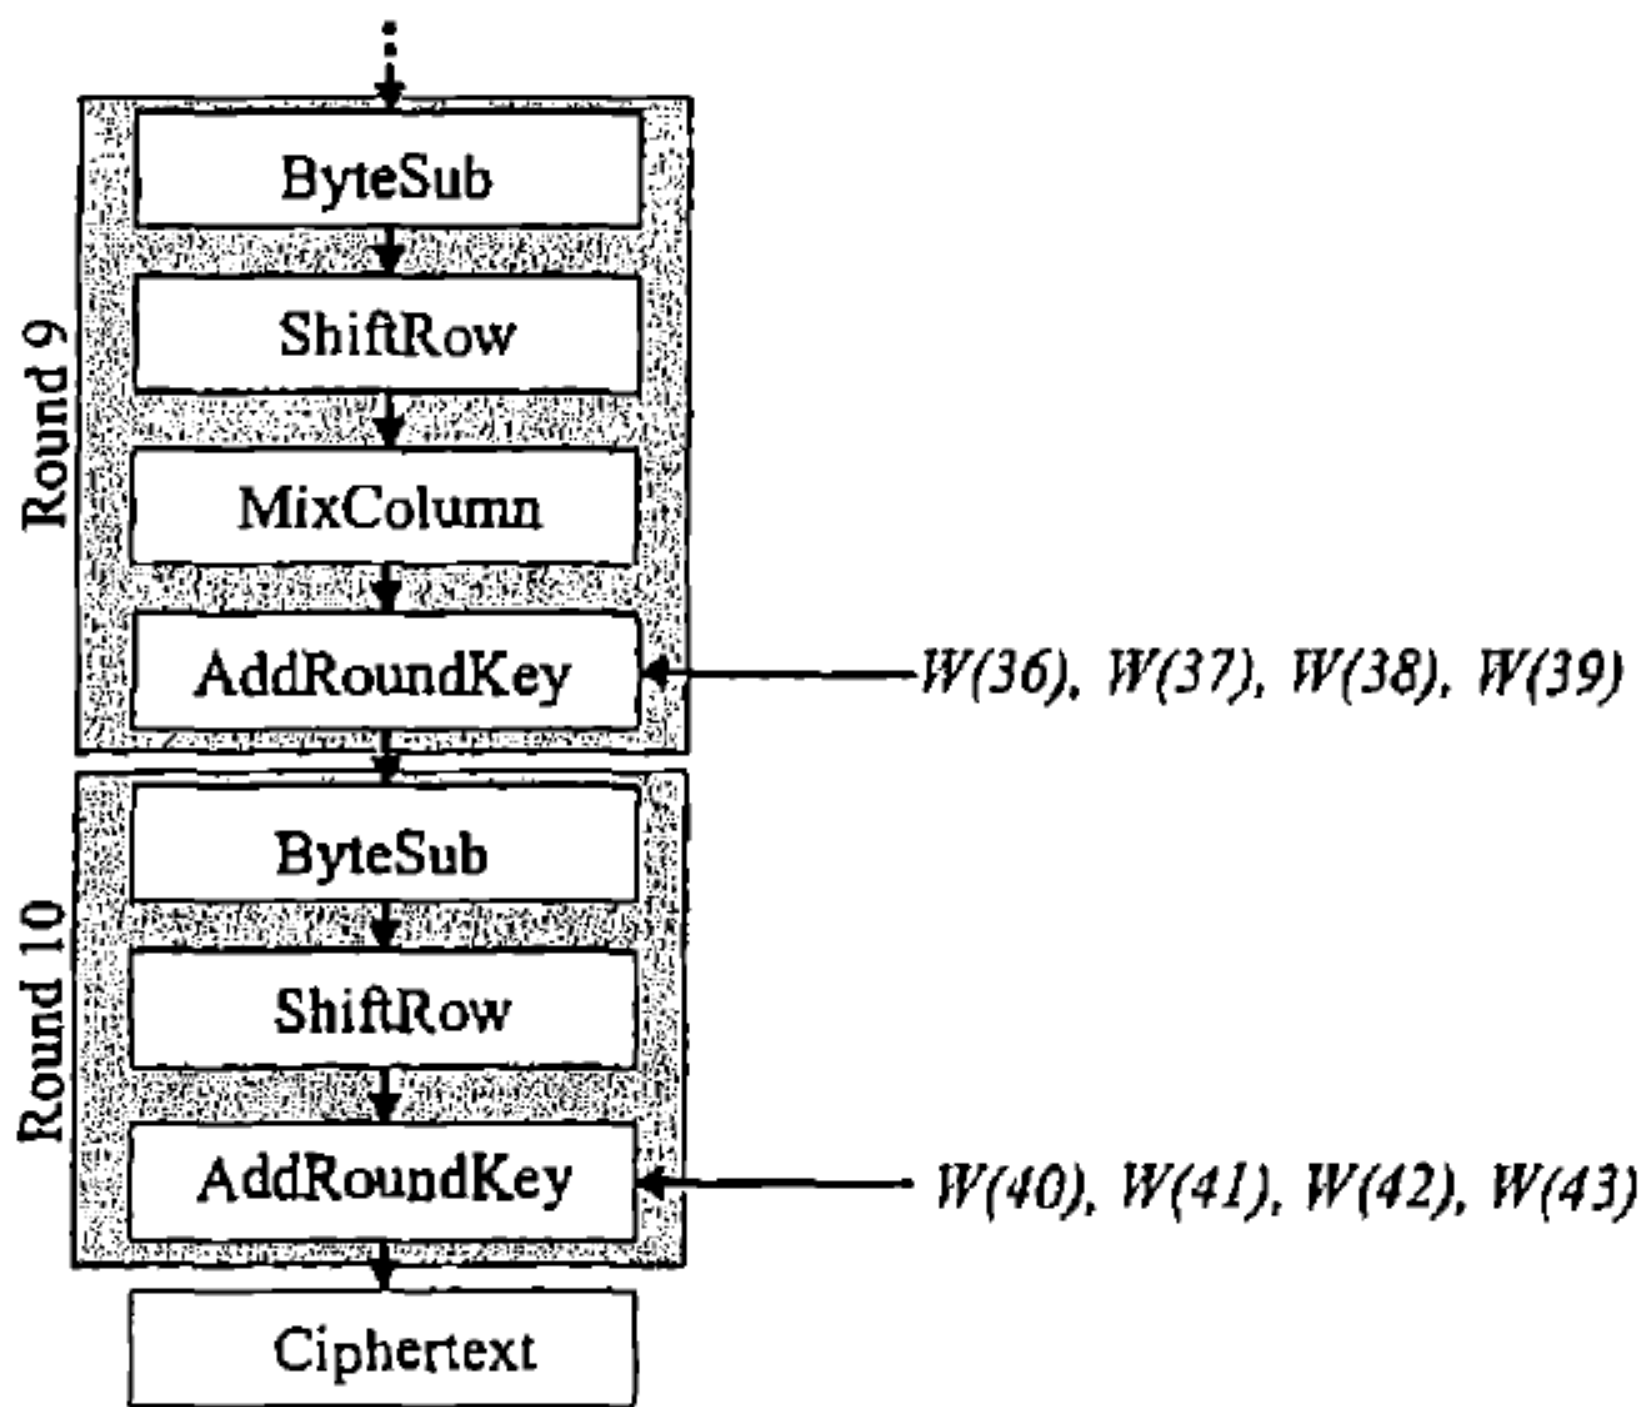 Round 9
ByteSub
ShiftRow
MixColumn
AddRoundKey
W(36), W(37), W(38), W(39)
Round 10
ByteSub
ShiftRow
AddRoundKey
W(40), W(41), W(42), W(43)
Ciphertext